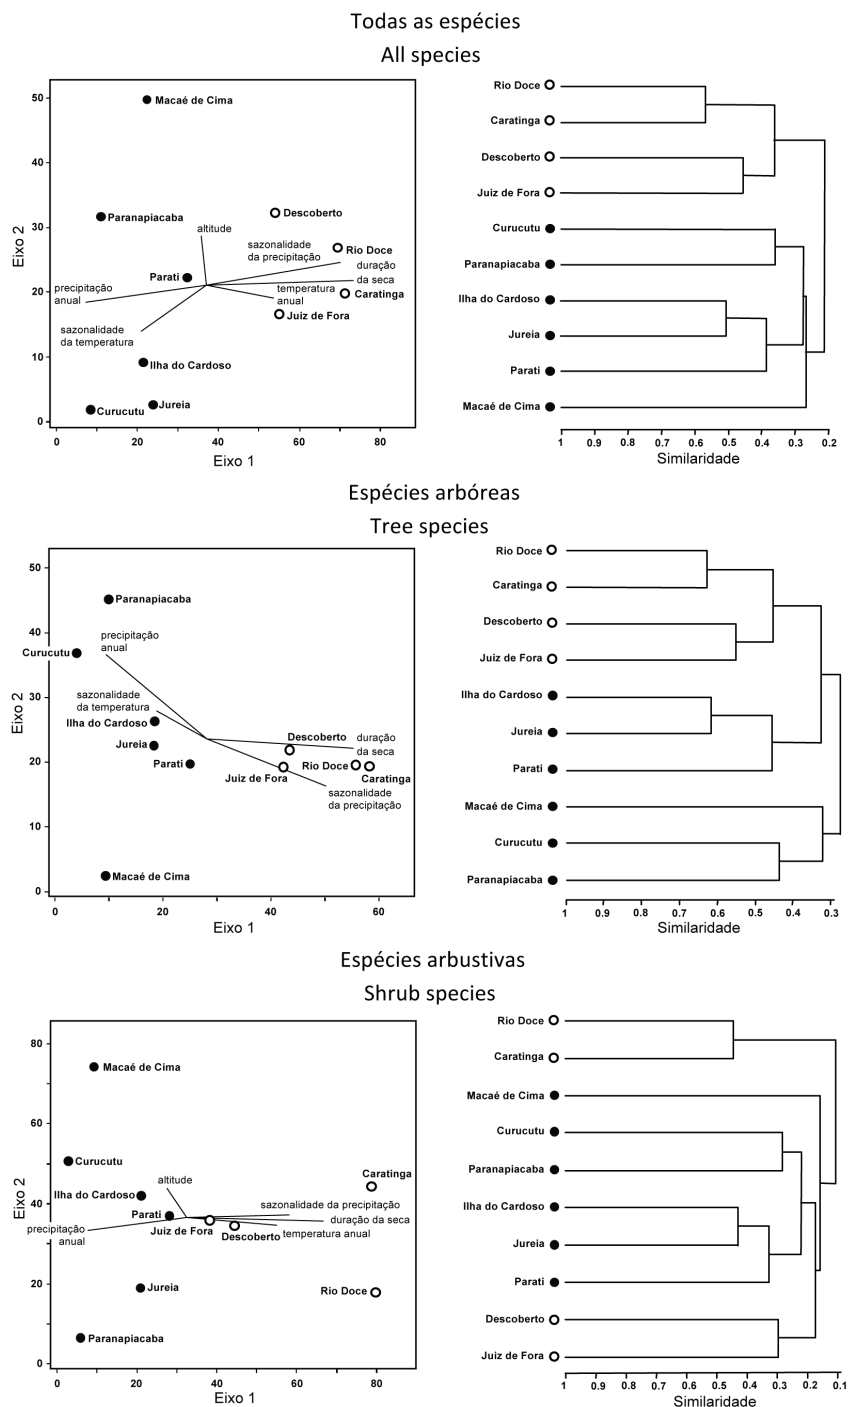 Todas as espécies
All species
50
40
30
20
10
0
Eixo 2
Macaé de Cima
Paranapiacaba
Descoberto
altitude
sazonalidade
da precipitação
Rio Doce
duração
da seca
Parati
precipitação
anual
temperatura
anual
Caratinga
Juiz de Fora
sazonalidade
da temperatura
Ilha do Cardoso
Curucutu
Jureia
0 20 40 60 80
Eixo 1
Rio Doce
Caratinga
Descoberto
Juiz de Fora
Curucutu
Paranapiacaba
Ilha do Cardoso
Jureia
Parati
Macaé de Cima
1 0.9 0.8 0.7 0.6 0.5 0.4 0.3 0.2
Similaridade
Espécies arbóreas
Tree species
50
40
30
20
10
0
Eixo 2
Paranapiacaba
precipitação
anual
Curucutu
sazonalidade
da temperatura
Ilha do Cardoso
Jureia
Parati
Descoberto
duração
da seca
Juiz de Fora
Rio Doce
Caratinga
sazonalidade
da precipitação
Macaé de Cima
0 20 40 60
Eixo 1
Rio Doce
Caratinga
Descoberto
Juiz de Fora
Ilha do Cardoso
Jureia
Parati
Macaé de Cima
Curucutu
Paranapiacaba
1 0.9 0.8 0.7 0.6 0.5 0.4 0.3
Similaridade
Espécies arbustivas
Shrub species
80
60
40
20
0
Eixo 2
Macaé de Cima
Curucutu
altitude
Caratinga
Ilha do Cardoso
sazonalidade da precipitação
Parati
duração da seca
precipitação
anual
Juiz de Fora
Descoberto
temperatura anual
Jureia
Rio Doce
Paranapiacaba
0 20 40 60 80
Eixo 1
Rio Doce
Caratinga
Macaé de Cima
Curucutu
Paranapiacaba
Ilha do Cardoso
Jureia
Parati
Descoberto
Juiz de Fora
1 0.9 0.8 0.7 0.6 0.5 0.4 0.3 0.2 0.1
Similaridade